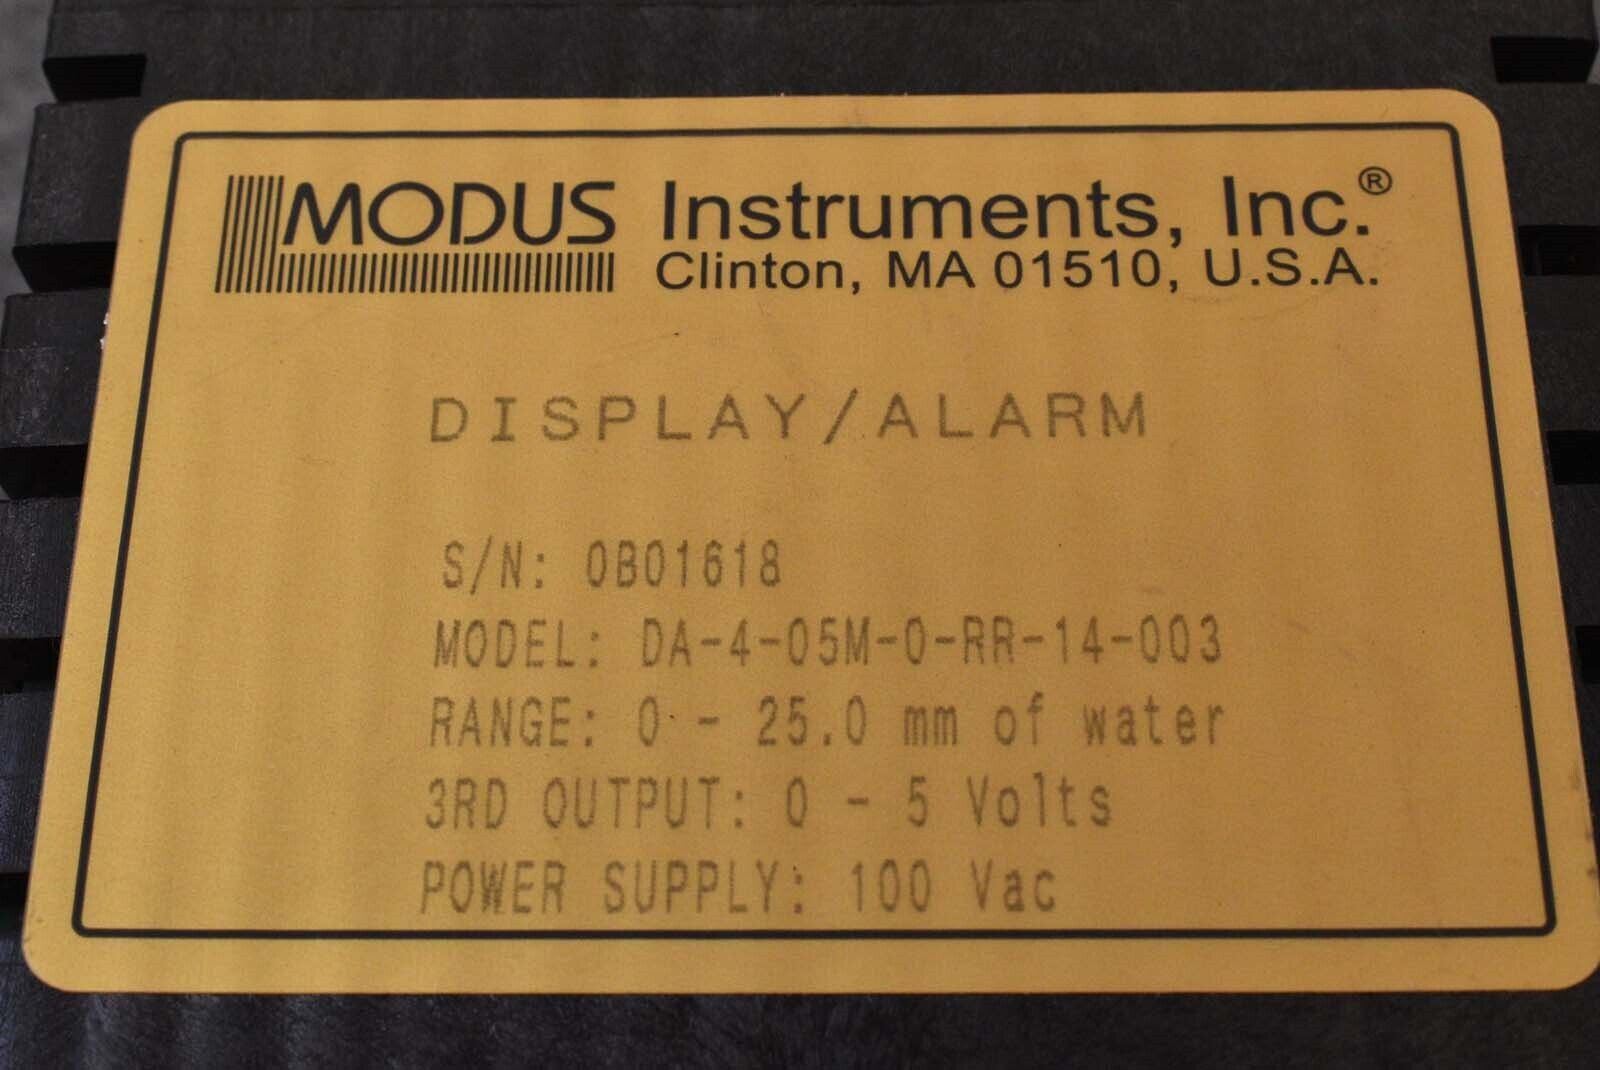 MODUS Instruments, Inc.®
Clinton, MA 01510, U.S.A.
DISPLAY/ALARM
S/N: 0B01618
MODEL: DA-4-05M-0-RR-14-003
RANGE: 0 - 25.0 mm of water
3RD OUTPUT: 0 - 5 Volts
POWER SUPPLY: 100 Vac